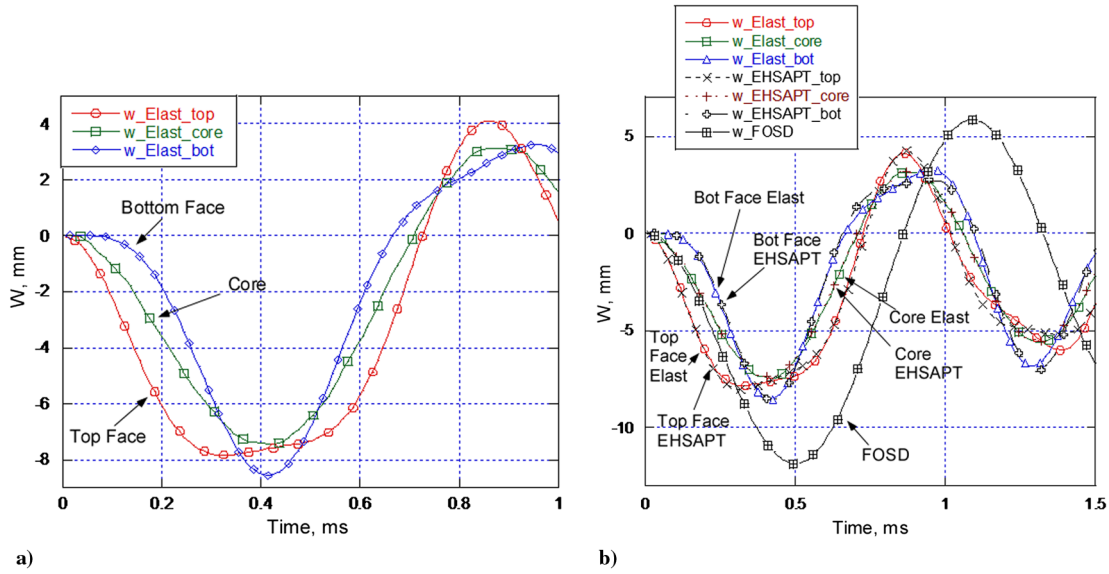 w_Elast_top
w_Elast_core
w_Elast_bot
4
2
0
-2
-4
-6
-8
W, mm
Bottom Face
Core
Top Face
0
0.2
0.4
0.6
0.8
1
Time, ms
a)
w_Elast_top
w_Elast_core
w_Elast_bot
w_EHSAPT_top
w_EHSAPT_core
w_EHSAPT_bot
w_FOSD
5
0
-5
-10
W, mm
Bot Face Elast
Bot Face
EHSAPT
Core Elast
Core
EHSAPT
Top
Face
Elast
Top Face
EHSAPT
FOSD
0
0.5
1
1.5
Time, ms
b)